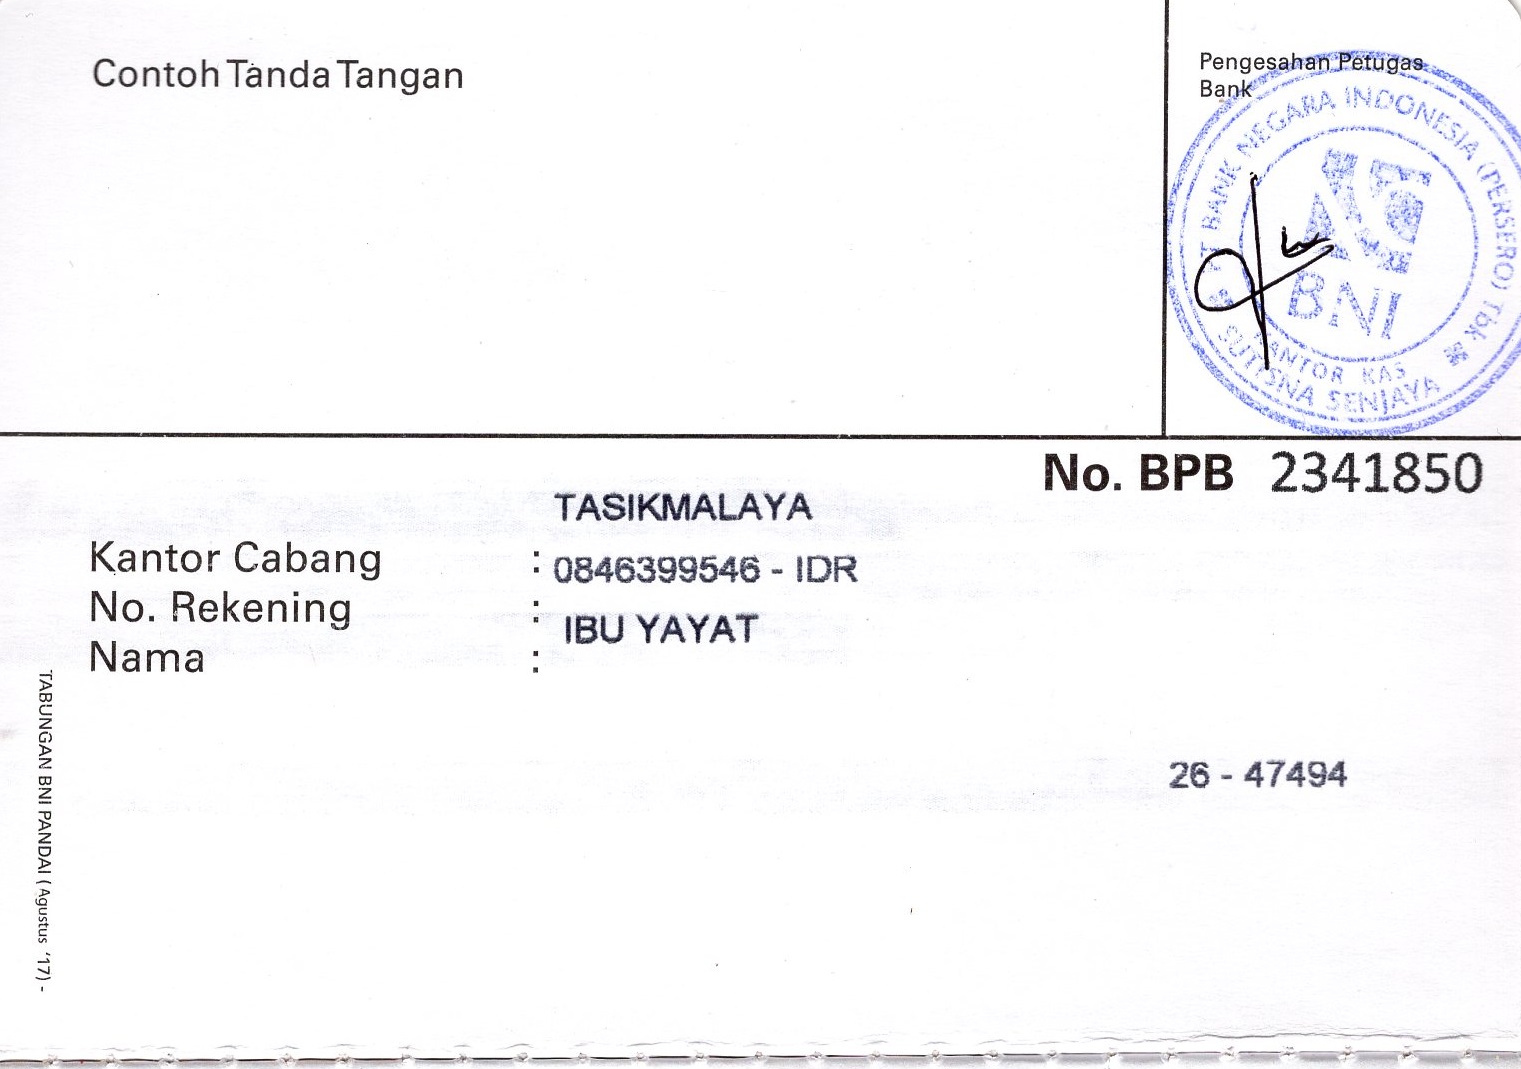 Contoh Tanda Tangan
Pengesahan Petugas
Bank
PT BANK NEGARA INDONESIA (PERSERO) Tbk
BNI
KANTOR KAS
SUTISNA SENJAYA
No. BPB 2341850
TASIKMALAYA
Kantor Cabang : 0846399546 - IDR
No. Rekening : IBU YAYAT
Nama :
26 - 47494
TABUNGAN BNI PANDAI ( Agustus '17) -